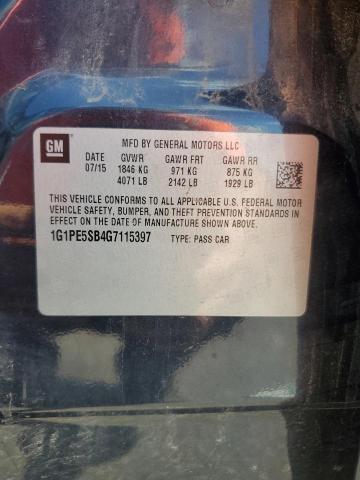 GM
MFD BY GENERAL MOTORS LLC
DATE GVWR GAWR FRT GAWR RR
07/15 1846 KG 971 KG 875 KG
4071 LB 2142 LB 1929 LB
THIS VEHICLE CONFORMS TO ALL APPLICABLE U.S. FEDERAL MOTOR
VEHICLE SAFETY, BUMPER, AND THEFT PREVENTION STANDARDS IN
EFFECT ON THE DATE OF MANUFACTURE SHOWN ABOVE.
1G1PE5SB4G7115397 TYPE: PASS CAR